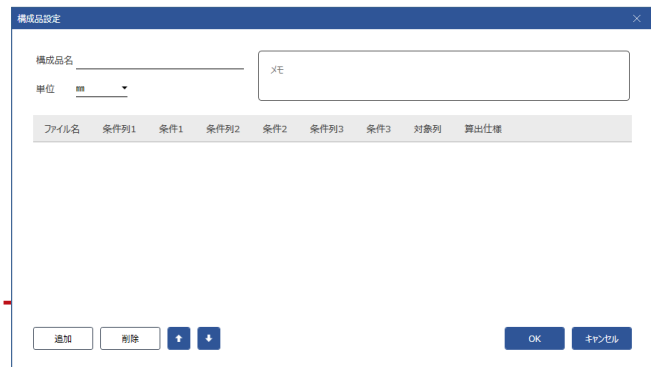 構成品設定
構成品名
メモ
単位 mm
ファイル名 条件列1 条件1 条件列2 条件2 条件列3 条件3 対象列 算出仕様
追加 削除 OK キャンセル